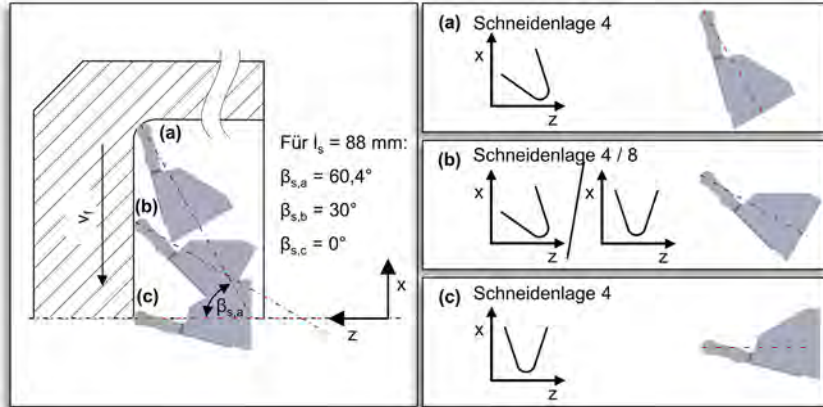 (a)
(b)
(c)
v_f
Für l_s = 88 mm:
β_s,a = 60,4°
β_s,b = 30°
β_s,c = 0°
β_s,a
x
z
(a) Schneidenlage 4
x
z
(b) Schneidenlage 4 / 8
x
z
x
z
(c) Schneidenlage 4
x
z